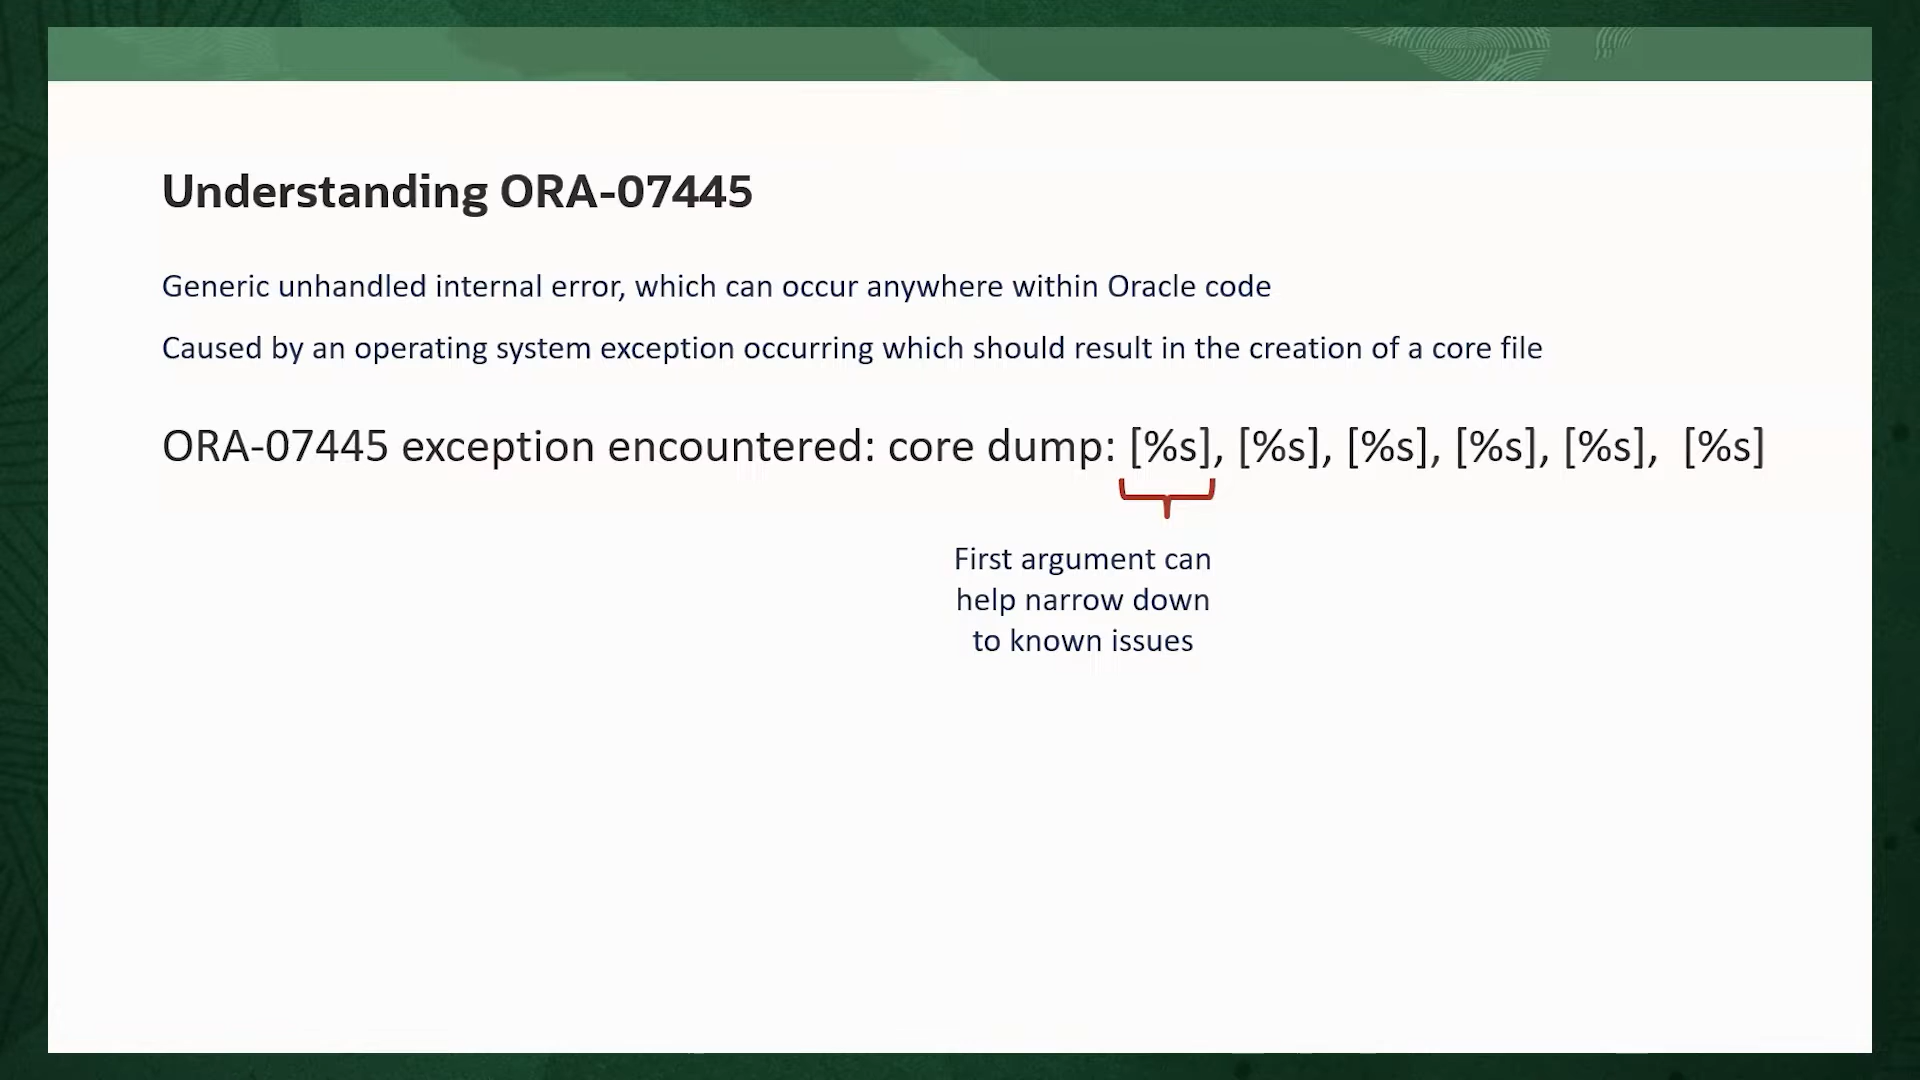 Understanding ORA-07445
Generic unhandled internal error, which can occur anywhere within Oracle code
Caused by an operating system exception occurring which should result in the creation of a core file
ORA-07445 exception encountered: core dump: [%s], [%s], [%s], [%s], [%s], [%s]
First argument can
help narrow down
to known issues